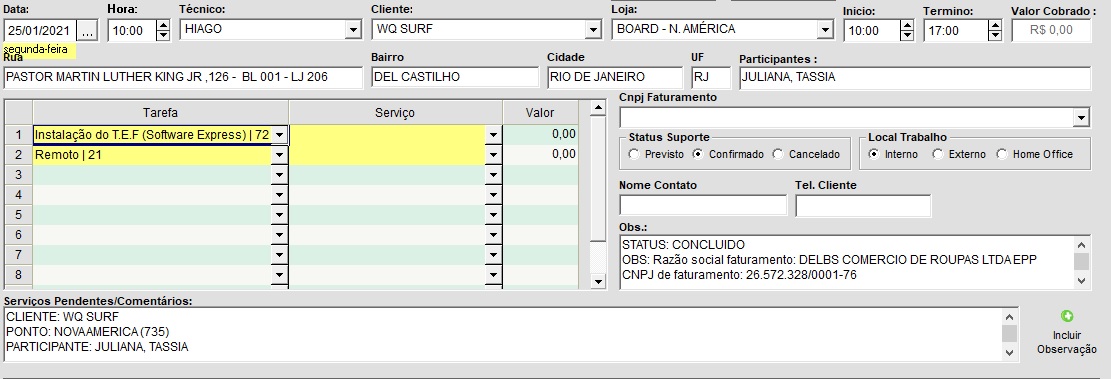 Data: Hora: Técnico: Cliente: Loja: Inicio: Termino: Valor Cobrado :
25/01/2021 ... 10:00 HIAGO WQ SURF BOARD - N. AMÉRICA 10:00 17:00 R$ 0,00
segunda-feira
Rua Bairro Cidade UF Participantes :
PASTOR MARTIN LUTHER KING JR ,126 - BL 001 - LJ 206 DEL CASTILHO RIO DE JANEIRO RJ JULIANA, TASSIA
Tarefa Serviço Valor
1 Instalação do T.E.F (Software Express) | 72 0,00
2 Remoto | 21 0,00
3
4
5
6
7
8
Cnpj Faturamento
Status Suporte
Previsto Confirmado Cancelado
Local Trabalho
Interno Externo Home Office
Nome Contato Tel. Cliente
Obs.:
STATUS: CONCLUIDO
OBS: Razão social faturamento: DELBS COMERCIO DE ROUPAS LTDA EPP
CNPJ de faturamento: 26.572.328/0001-76
Serviços Pendentes/Comentários:
CLIENTE: WQ SURF
PONTO: NOVAAMERICA (735)
PARTICIPANTE: JULIANA, TASSIA
Incluir
Observação